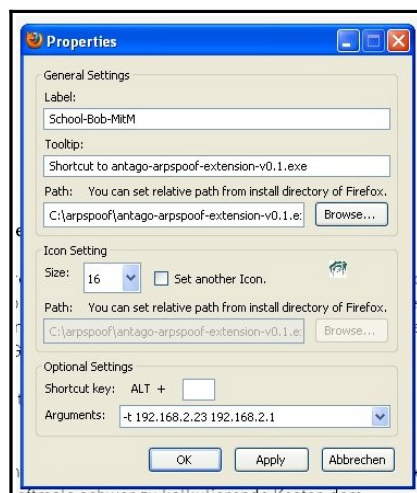 Properties
General Settings
Label:
School-Bob-MitM
Tooltip:
Shortcut to antago-arpspoof-extension-v0.1.exe
Path: You can set relative path from install directory of Firefox.
C:\arpspoof\antago-arpspoof-extension-v0.1.e: Browse...
Icon Setting
Size: 16 Set another Icon.
Path: You can set relative path from install directory of Firefox.
C:\arpspoof\antago-arpspoof-extension-v0.1.e: Browse...
Optional Settings
Shortcut key: ALT +
Arguments: -t 192.168.2.23 192.168.2.1
OK Apply Abbrechen